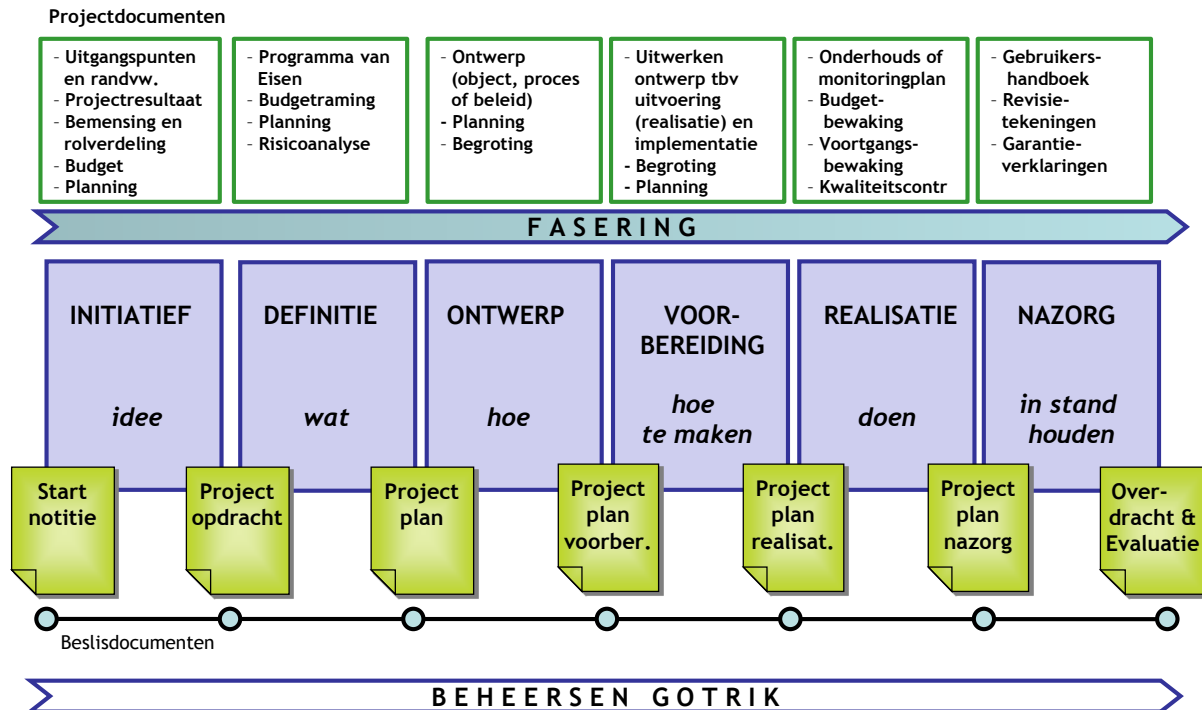 Projectdocumenten
- Uitgangspunten
en randvw.
- Projectresultaat
- Bemensing en
rolverdeling
- Budget
- Planning
- Programma van
Eisen
- Budgetraming
- Planning
- Risicoanalyse
- Ontwerp
(object, proces
of beleid)
- Planning
- Begroting
- Uitwerken
ontwerp tbv
uitvoering
(realisatie) en
implementatie
- Begroting
- Planning
- Onderhouds of
monitoringplan
- Budget-
bewaking
- Voortgangs-
bewaking
- Kwaliteitscontr
- Gebruikers-
handboek
- Revisie-
tekeningen
- Garantie-
verklaringen
FASERING
INITIATIEF
idee
DEFINITIE
wat
ONTWERP
hoe
VOOR-
BEREIDING
hoe
te maken
REALISATIE
doen
NAZORG
in stand
houden
Start
notitie
Project
opdracht
Project
plan
Project
plan
voorber.
Project
plan
realisat.
Project
plan
nazorg
Over-
dracht &
Evaluatie
Beslisdocumenten
BEHEERSEN GOTRIK